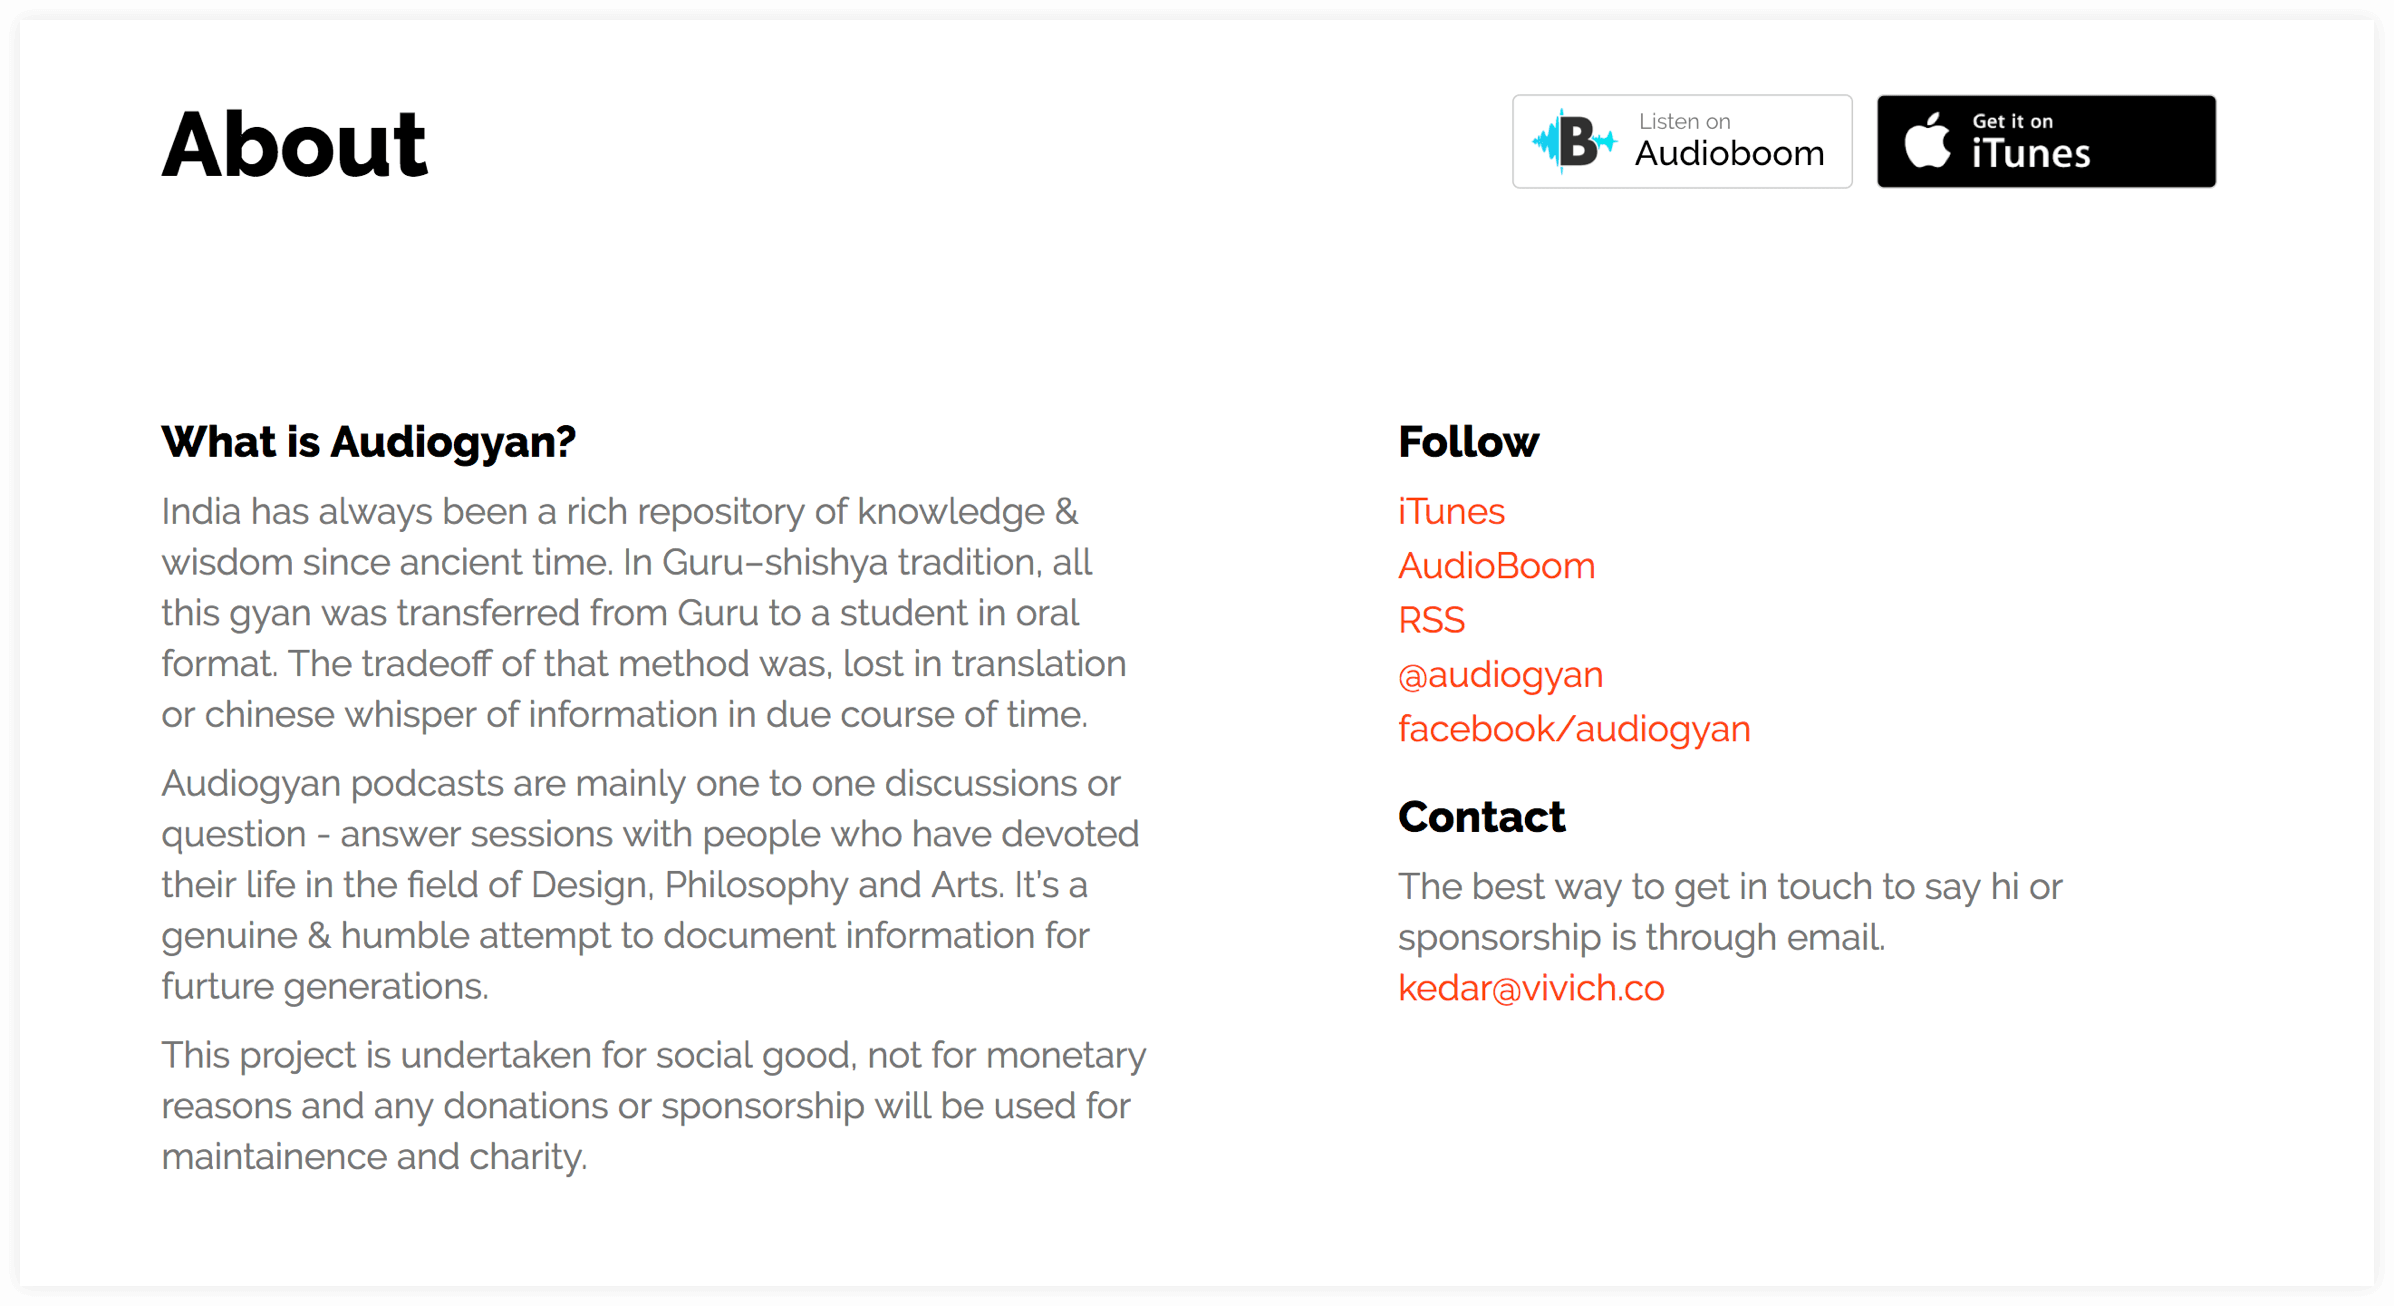 About
Listen on
Audioboom
Get it on
iTunes
What is Audiogyan?
India has always been a rich repository of knowledge &
wisdom since ancient time. In Guru–shishya tradition, all
this gyan was transferred from Guru to a student in oral
format. The tradeoff of that method was, lost in translation
or chinese whisper of information in due course of time.
Audiogyan podcasts are mainly one to one discussions or
question - answer sessions with people who have devoted
their life in the field of Design, Philosophy and Arts. It’s a
genuine & humble attempt to document information for
furture generations.
This project is undertaken for social good, not for monetary
reasons and any donations or sponsorship will be used for
maintainence and charity.
Follow
iTunes
AudioBoom
RSS
@audiogyan
facebook/audiogyan
Contact
The best way to get in touch to say hi or
sponsorship is through email.
kedar@vivich.co